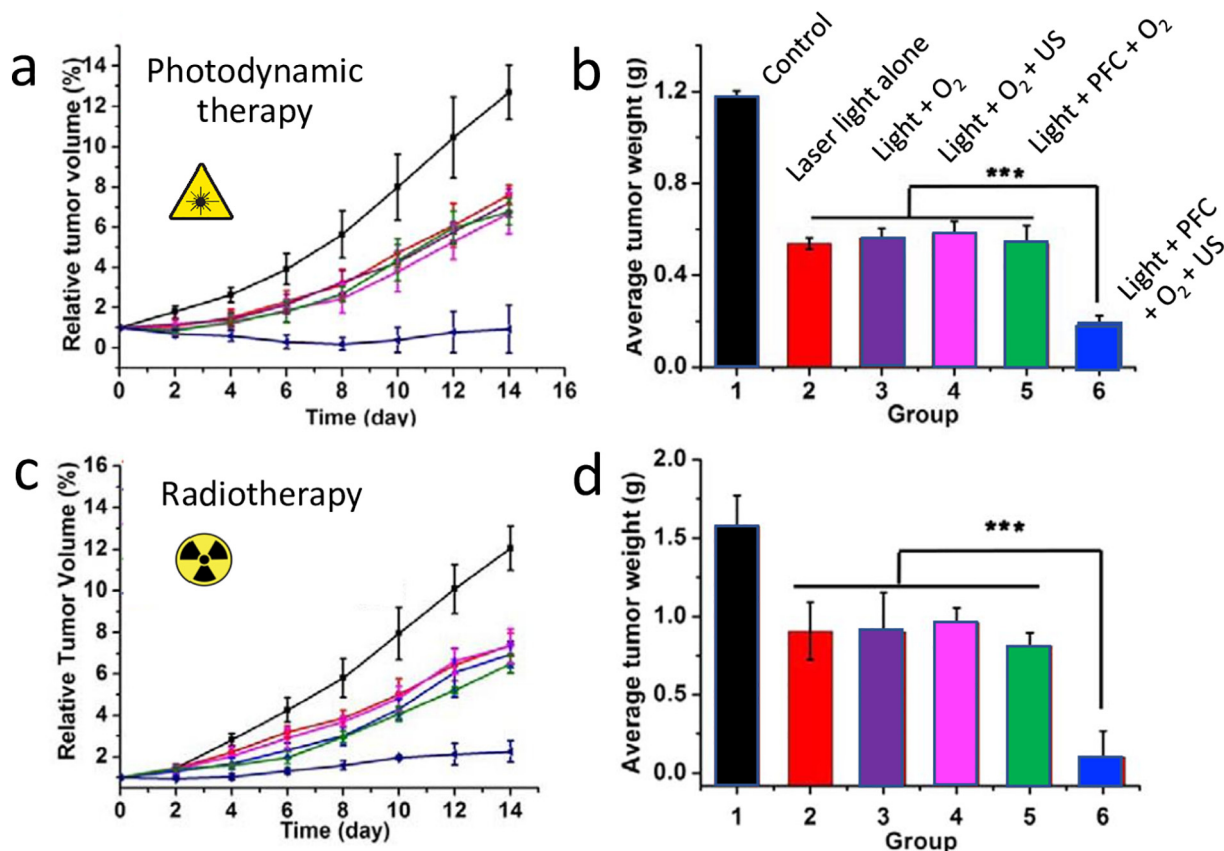 a
Photodynamic
therapy
Relative tumor volume (%)
14
12
10
8
6
4
2
0
0 2 4 6 8 10 12 14 16
Time (day)
b
Control
Laser light alone
Light + O₂
Light + O₂ + US
Light + PFC + O₂
Light + PFC
+ O₂ + US
***
Average tumor weight (g)
1.2
0.6
0.0
1 2 3 4 5 6
Group
c
Radiotherapy
Relative Tumor Volume (%)
16
14
12
10
8
6
4
2
0 2 4 6 8 10 12 14
Time (day)
d
***
Average tumor weight (g)
2.0
1.5
1.0
0.5
0.0
1 2 3 4 5 6
Group